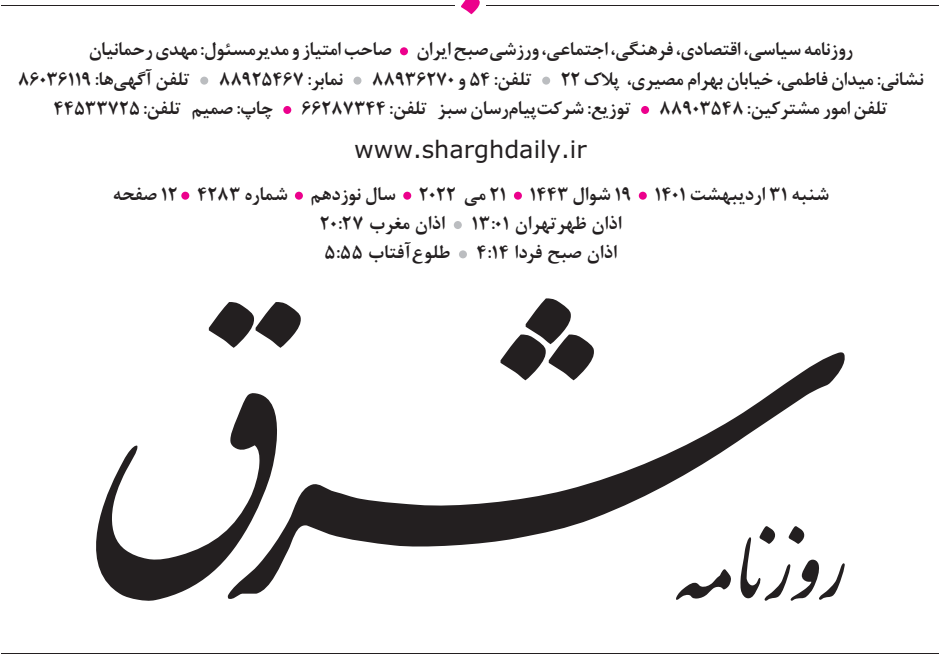 روزنامه سیاسی، اقتصادی، فرهنگی، اجتماعی، ورزشی صبح ایران • صاحب امتیاز و مدیرمسئول: مهدی رحمانیان
نشانی: میدان فاطمی، خیابان بهرام مصیری، پلاک ۲۲ • تلفن: ۵۴ و ۸۸۹۳۶۲۷۰ • نمابر: ۸۸۹۲۵۴۶۷ • تلفن آگهی‌ها: ۸۶۰۳۶۱۱۹
تلفن امور مشترکین: ۸۸۹۰۳۵۴۸ • توزیع: شرکت پیام‌رسان سبز تلفن: ۶۶۲۸۷۳۴۴ • چاپ: صمیم تلفن: ۴۴۵۳۳۷۲۵
www.sharghdaily.ir
شنبه ۳۱ اردیبهشت ۱۴۰۱ • ۱۹ شوال ۱۴۴۳ • ۲۱ می ۲۰۲۲ • سال نوزدهم • شماره ۴۲۸۳ • ۱۲ صفحه
اذان ظهر تهران ۱۳:۰۱ • اذان مغرب ۲۰:۲۷
اذان صبح فردا ۴:۱۴ • طلوع آفتاب ۵:۵۵
روزنامه
شرق